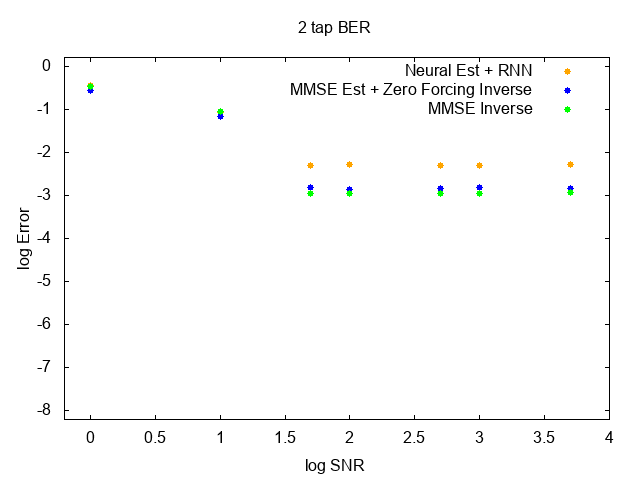 2 tap BER
Neural Est + RNN
MMSE Est + Zero Forcing Inverse
MMSE Inverse
0
-1
-2
-3
-4
-5
-6
-7
-8
log Error
0 0.5 1 1.5 2 2.5 3 3.5 4
log SNR